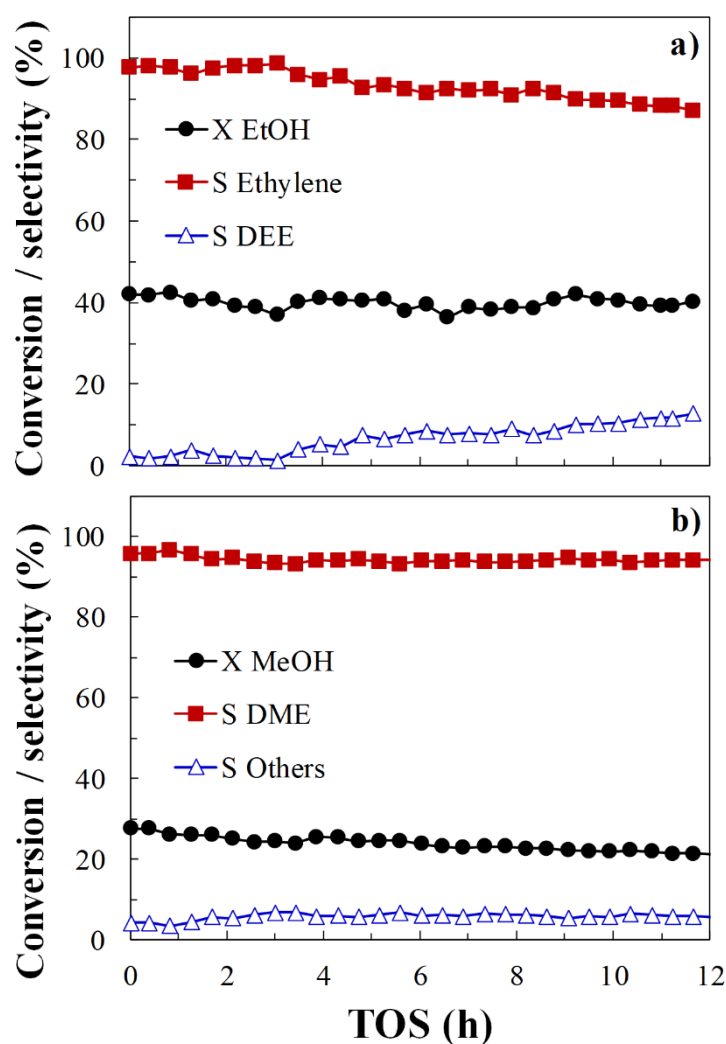 a)
Conversion / selectivity (%)
100
80
60
40
20
0
X EtOH
S Ethylene
S DEE
b)
Conversion / selectivity (%)
100
80
60
40
20
0
X MeOH
S DME
S Others
0 2 4 6 8 10 12
TOS (h)